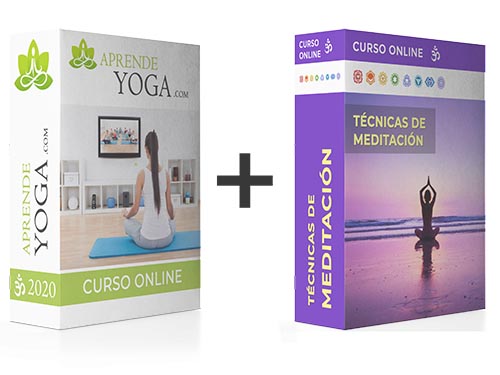 APRENDE
YOGA.COM
APRENDE
YOGA
.COM
CURSO ONLINE
ॐ 2020
+
CURSO
ONLINE
CURSO ONLINE ॐ
TÉCNICAS DE
MEDITACIÓN
TÉCNICAS DE
MEDITACIÓN